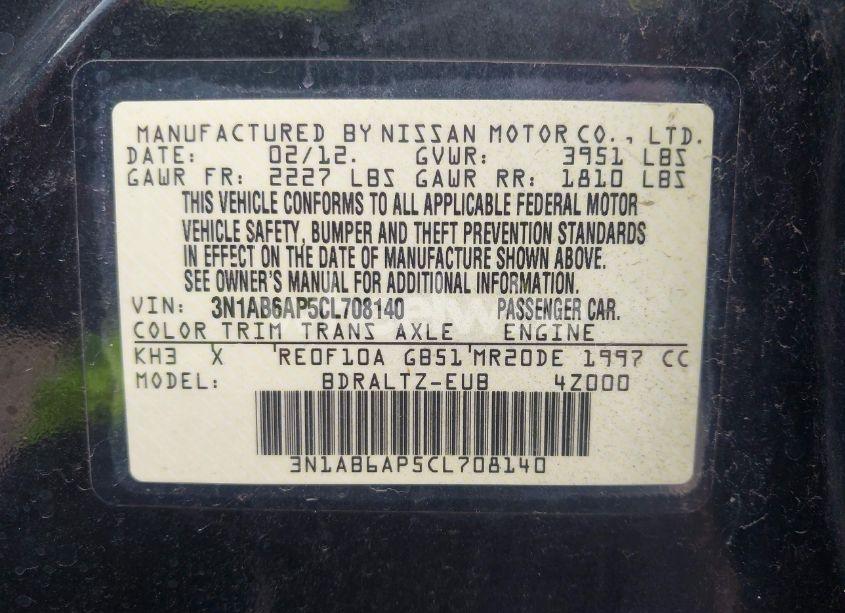 MANUFACTURED BY NISSAN MOTOR CO., LTD.
DATE: 02/12. GVWR: 3951 LBS
GAWR FR: 2227 LBS GAWR RR: 1810 LBS
THIS VEHICLE CONFORMS TO ALL APPLICABLE FEDERAL MOTOR
VEHICLE SAFETY, BUMPER AND THEFT PREVENTION STANDARDS
IN EFFECT ON THE DATE OF MANUFACTURE SHOWN ABOVE.
SEE OWNER'S MANUAL FOR ADDITIONAL INFORMATION.
VIN: 3N1AB6AP5CL708140 PASSENGER CAR.
COLOR TRIM TRANS AXLE ENGINE
KH3 X RE0F10A GB51 MR20DE 1997 CC
MODEL: BDRALTZ-EUB 4Z000
3N1AB6AP5CL708140